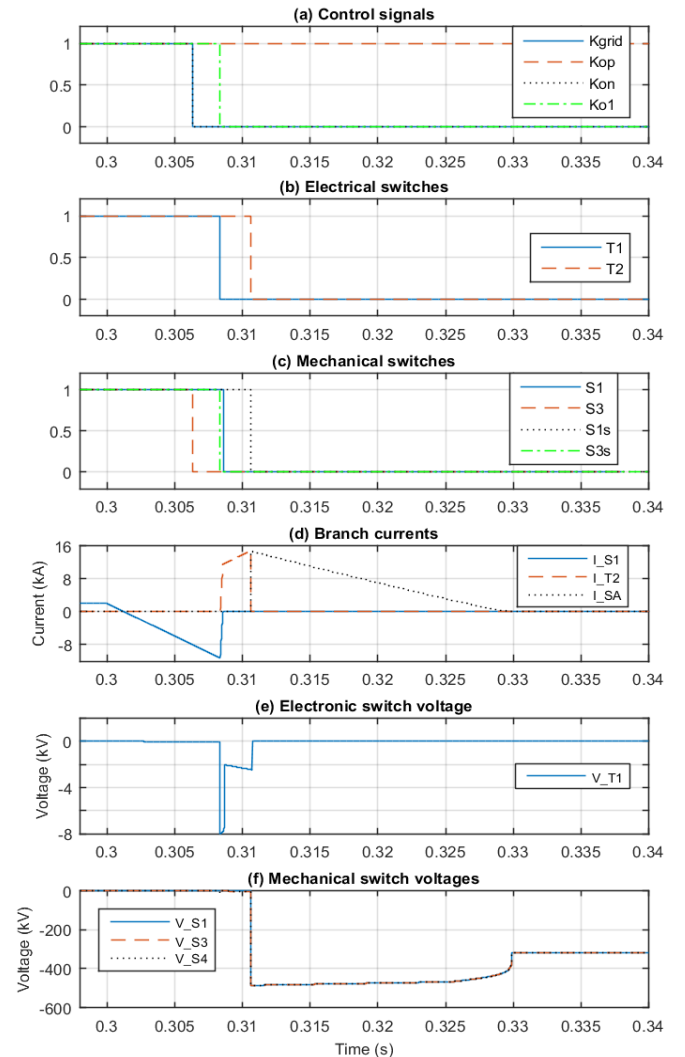 (a) Control signals
1
0.5
0
Kgrid
Kop
Kon
Ko1
0.3 0.305 0.31 0.315 0.32 0.325 0.33 0.335 0.34
(b) Electrical switches
1
0.5
0
T1
T2
0.3 0.305 0.31 0.315 0.32 0.325 0.33 0.335 0.34
(c) Mechanical switches
1
0.5
0
S1
S3
S1s
S3s
0.3 0.305 0.31 0.315 0.32 0.325 0.33 0.335 0.34
(d) Branch currents
Current (kA)
16
8
0
-8
I_S1
I_T2
I_SA
0.3 0.305 0.31 0.315 0.32 0.325 0.33 0.335 0.34
(e) Electronic switch voltage
Voltage (kV)
0
-4
-8
V_T1
0.3 0.305 0.31 0.315 0.32 0.325 0.33 0.335 0.34
(f) Mechanical switch voltages
Voltage (kV)
0
-200
-400
-600
V_S1
V_S3
V_S4
0.3 0.305 0.31 0.315 0.32 0.325 0.33 0.335 0.34
Time (s)